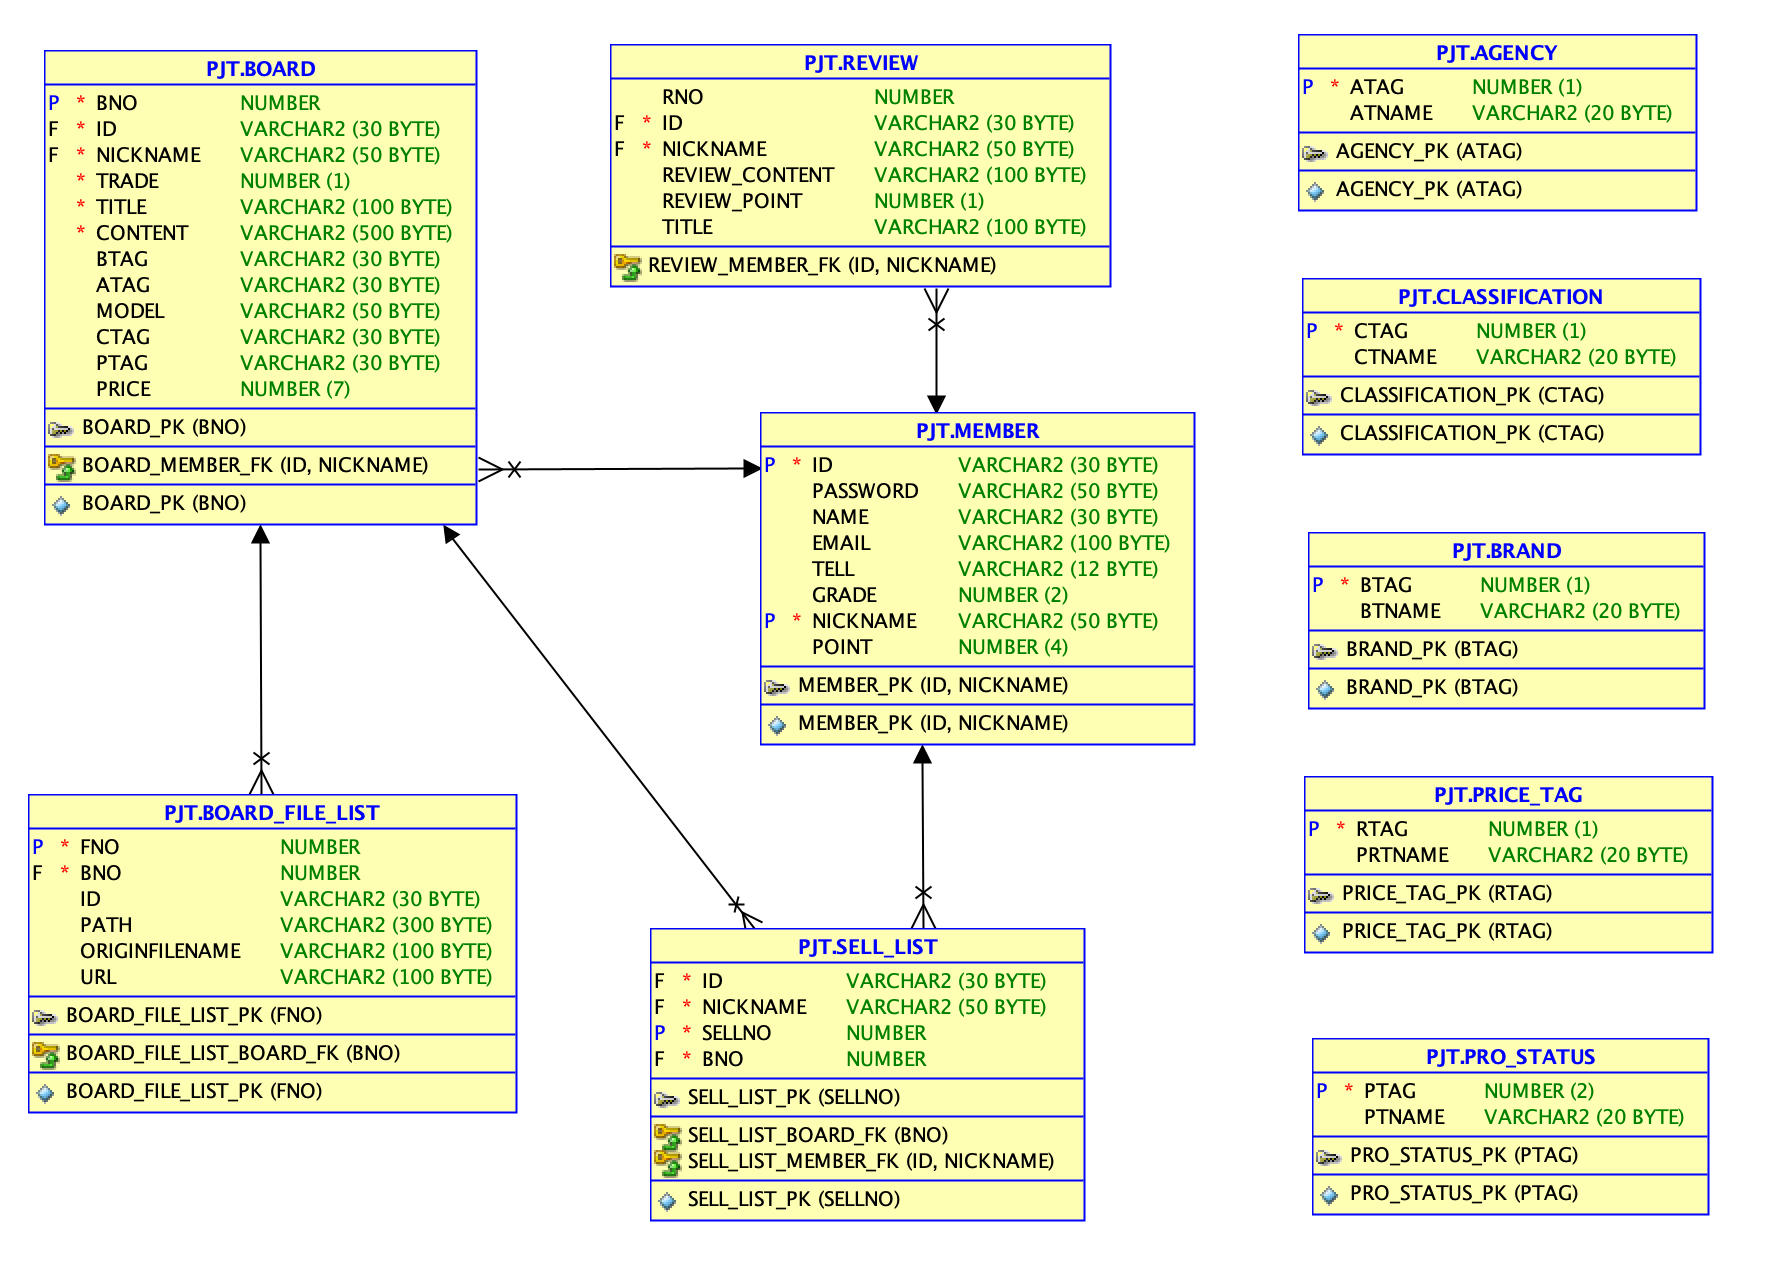 PJT.BOARD
P * BNO NUMBER
F * ID VARCHAR2 (30 BYTE)
F * NICKNAME VARCHAR2 (50 BYTE)
* TRADE NUMBER (1)
* TITLE VARCHAR2 (100 BYTE)
* CONTENT VARCHAR2 (500 BYTE)
BTAG VARCHAR2 (30 BYTE)
ATAG VARCHAR2 (30 BYTE)
MODEL VARCHAR2 (50 BYTE)
CTAG VARCHAR2 (30 BYTE)
PTAG VARCHAR2 (30 BYTE)
PRICE NUMBER (7)
BOARD_PK (BNO)
BOARD_MEMBER_FK (ID, NICKNAME)
BOARD_PK (BNO)
PJT.REVIEW
RNO NUMBER
F * ID VARCHAR2 (30 BYTE)
F * NICKNAME VARCHAR2 (50 BYTE)
REVIEW_CONTENT VARCHAR2 (100 BYTE)
REVIEW_POINT NUMBER (1)
TITLE VARCHAR2 (100 BYTE)
REVIEW_MEMBER_FK (ID, NICKNAME)
PJT.MEMBER
P * ID VARCHAR2 (30 BYTE)
PASSWORD VARCHAR2 (50 BYTE)
NAME VARCHAR2 (30 BYTE)
EMAIL VARCHAR2 (100 BYTE)
TELL VARCHAR2 (12 BYTE)
GRADE NUMBER (2)
P * NICKNAME VARCHAR2 (50 BYTE)
POINT NUMBER (4)
MEMBER_PK (ID, NICKNAME)
MEMBER_PK (ID, NICKNAME)
PJT.BOARD_FILE_LIST
P * FNO NUMBER
F * BNO NUMBER
ID VARCHAR2 (30 BYTE)
PATH VARCHAR2 (300 BYTE)
ORIGINFILENAME VARCHAR2 (100 BYTE)
URL VARCHAR2 (100 BYTE)
BOARD_FILE_LIST_PK (FNO)
BOARD_FILE_LIST_BOARD_FK (BNO)
BOARD_FILE_LIST_PK (FNO)
PJT.SELL_LIST
F * ID VARCHAR2 (30 BYTE)
F * NICKNAME VARCHAR2 (50 BYTE)
P * SELLNO NUMBER
F * BNO NUMBER
SELL_LIST_PK (SELLNO)
SELL_LIST_BOARD_FK (BNO)
SELL_LIST_MEMBER_FK (ID, NICKNAME)
SELL_LIST_PK (SELLNO)
PJT.AGENCY
P * ATAG NUMBER (1)
ATNAME VARCHAR2 (20 BYTE)
AGENCY_PK (ATAG)
AGENCY_PK (ATAG)
PJT.CLASSIFICATION
P * CTAG NUMBER (1)
CTNAME VARCHAR2 (20 BYTE)
CLASSIFICATION_PK (CTAG)
CLASSIFICATION_PK (CTAG)
PJT.BRAND
P * BTAG NUMBER (1)
BTNAME VARCHAR2 (20 BYTE)
BRAND_PK (BTAG)
BRAND_PK (BTAG)
PJT.PRICE_TAG
P * RTAG NUMBER (1)
PRTNAME VARCHAR2 (20 BYTE)
PRICE_TAG_PK (RTAG)
PRICE_TAG_PK (RTAG)
PJT.PRO_STATUS
P * PTAG NUMBER (2)
PTNAME VARCHAR2 (20 BYTE)
PRO_STATUS_PK (PTAG)
PRO_STATUS_PK (PTAG)